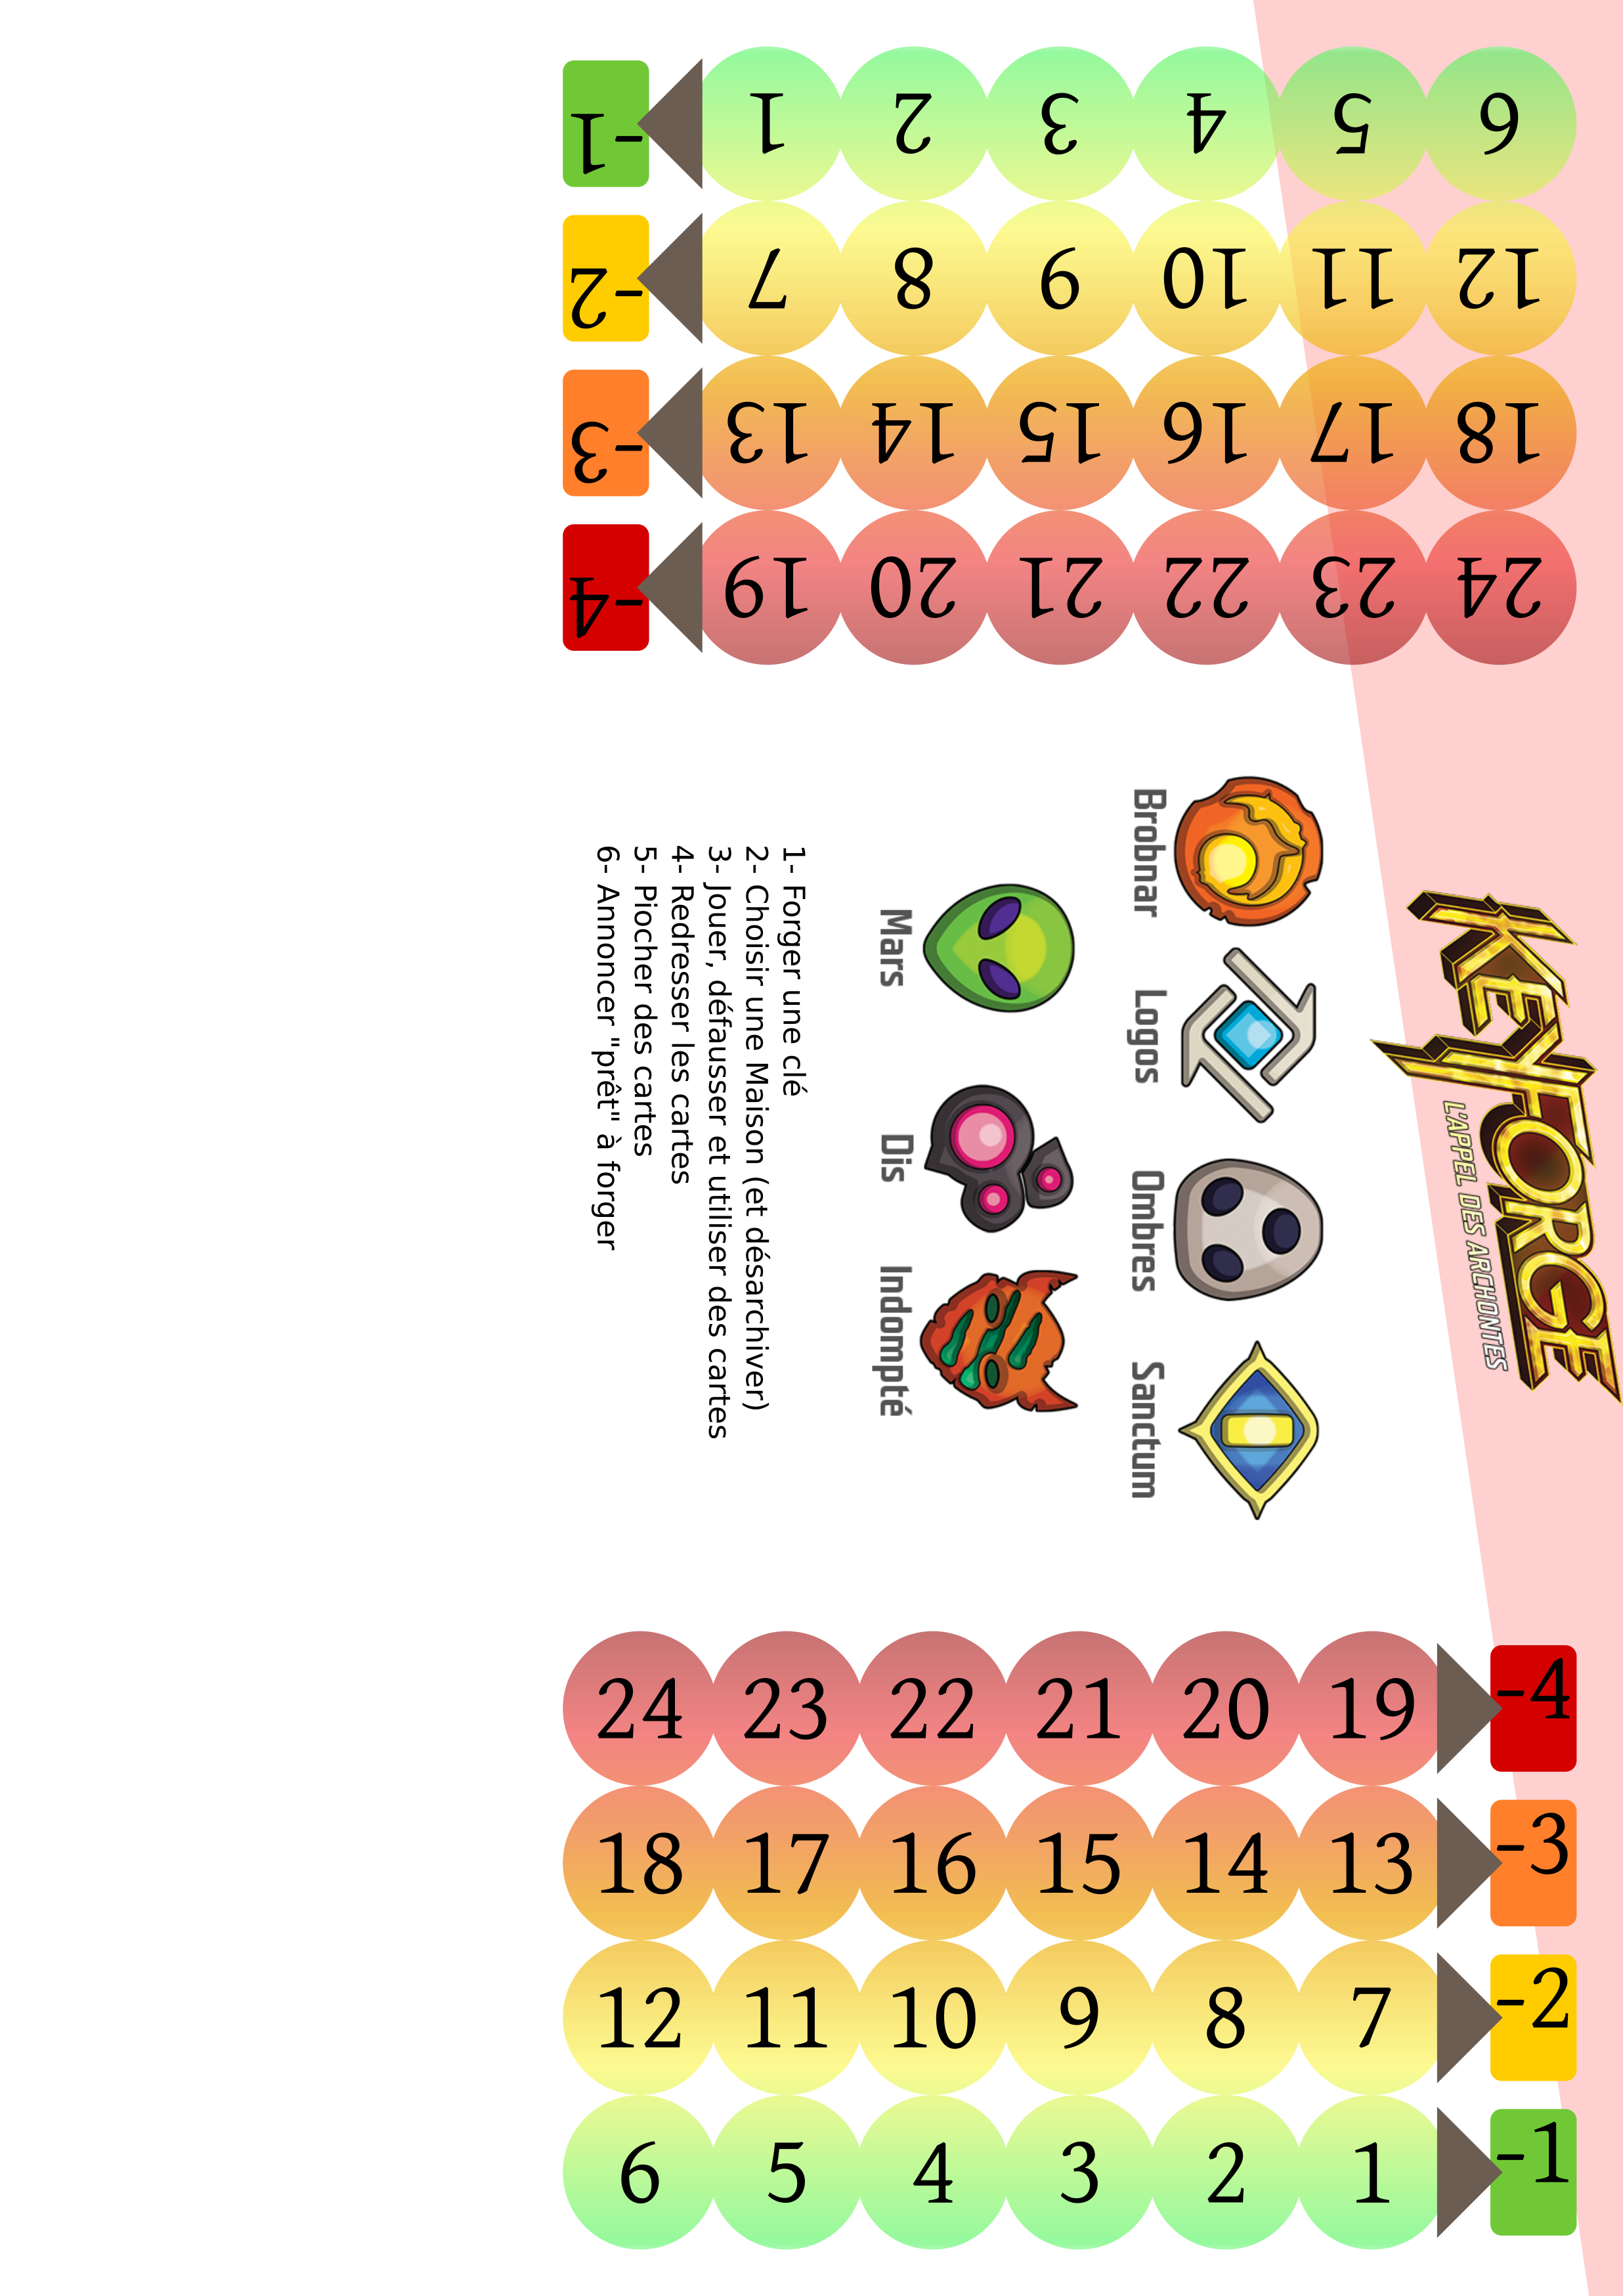 -1 1 2 3 4 5 6
-2 7 8 9 10 11 12
-3 13 14 15 16 17 18
-4 19 20 21 22 23 24
KEYFORGE
L'APPEL DES ARCHONTES
Brobnar Logos Ombres Sanctum
Mars Dis Indompté
1- Forger une clé
2- Choisir une Maison (et désarchiver)
3- Jouer, défausser et utiliser des cartes
4- Redresser les cartes
5- Piocher des cartes
6- Annoncer "prêt" à forger
24 23 22 21 20 19 -4
18 17 16 15 14 13 -3
12 11 10 9 8 7 -2
6 5 4 3 2 1 -1